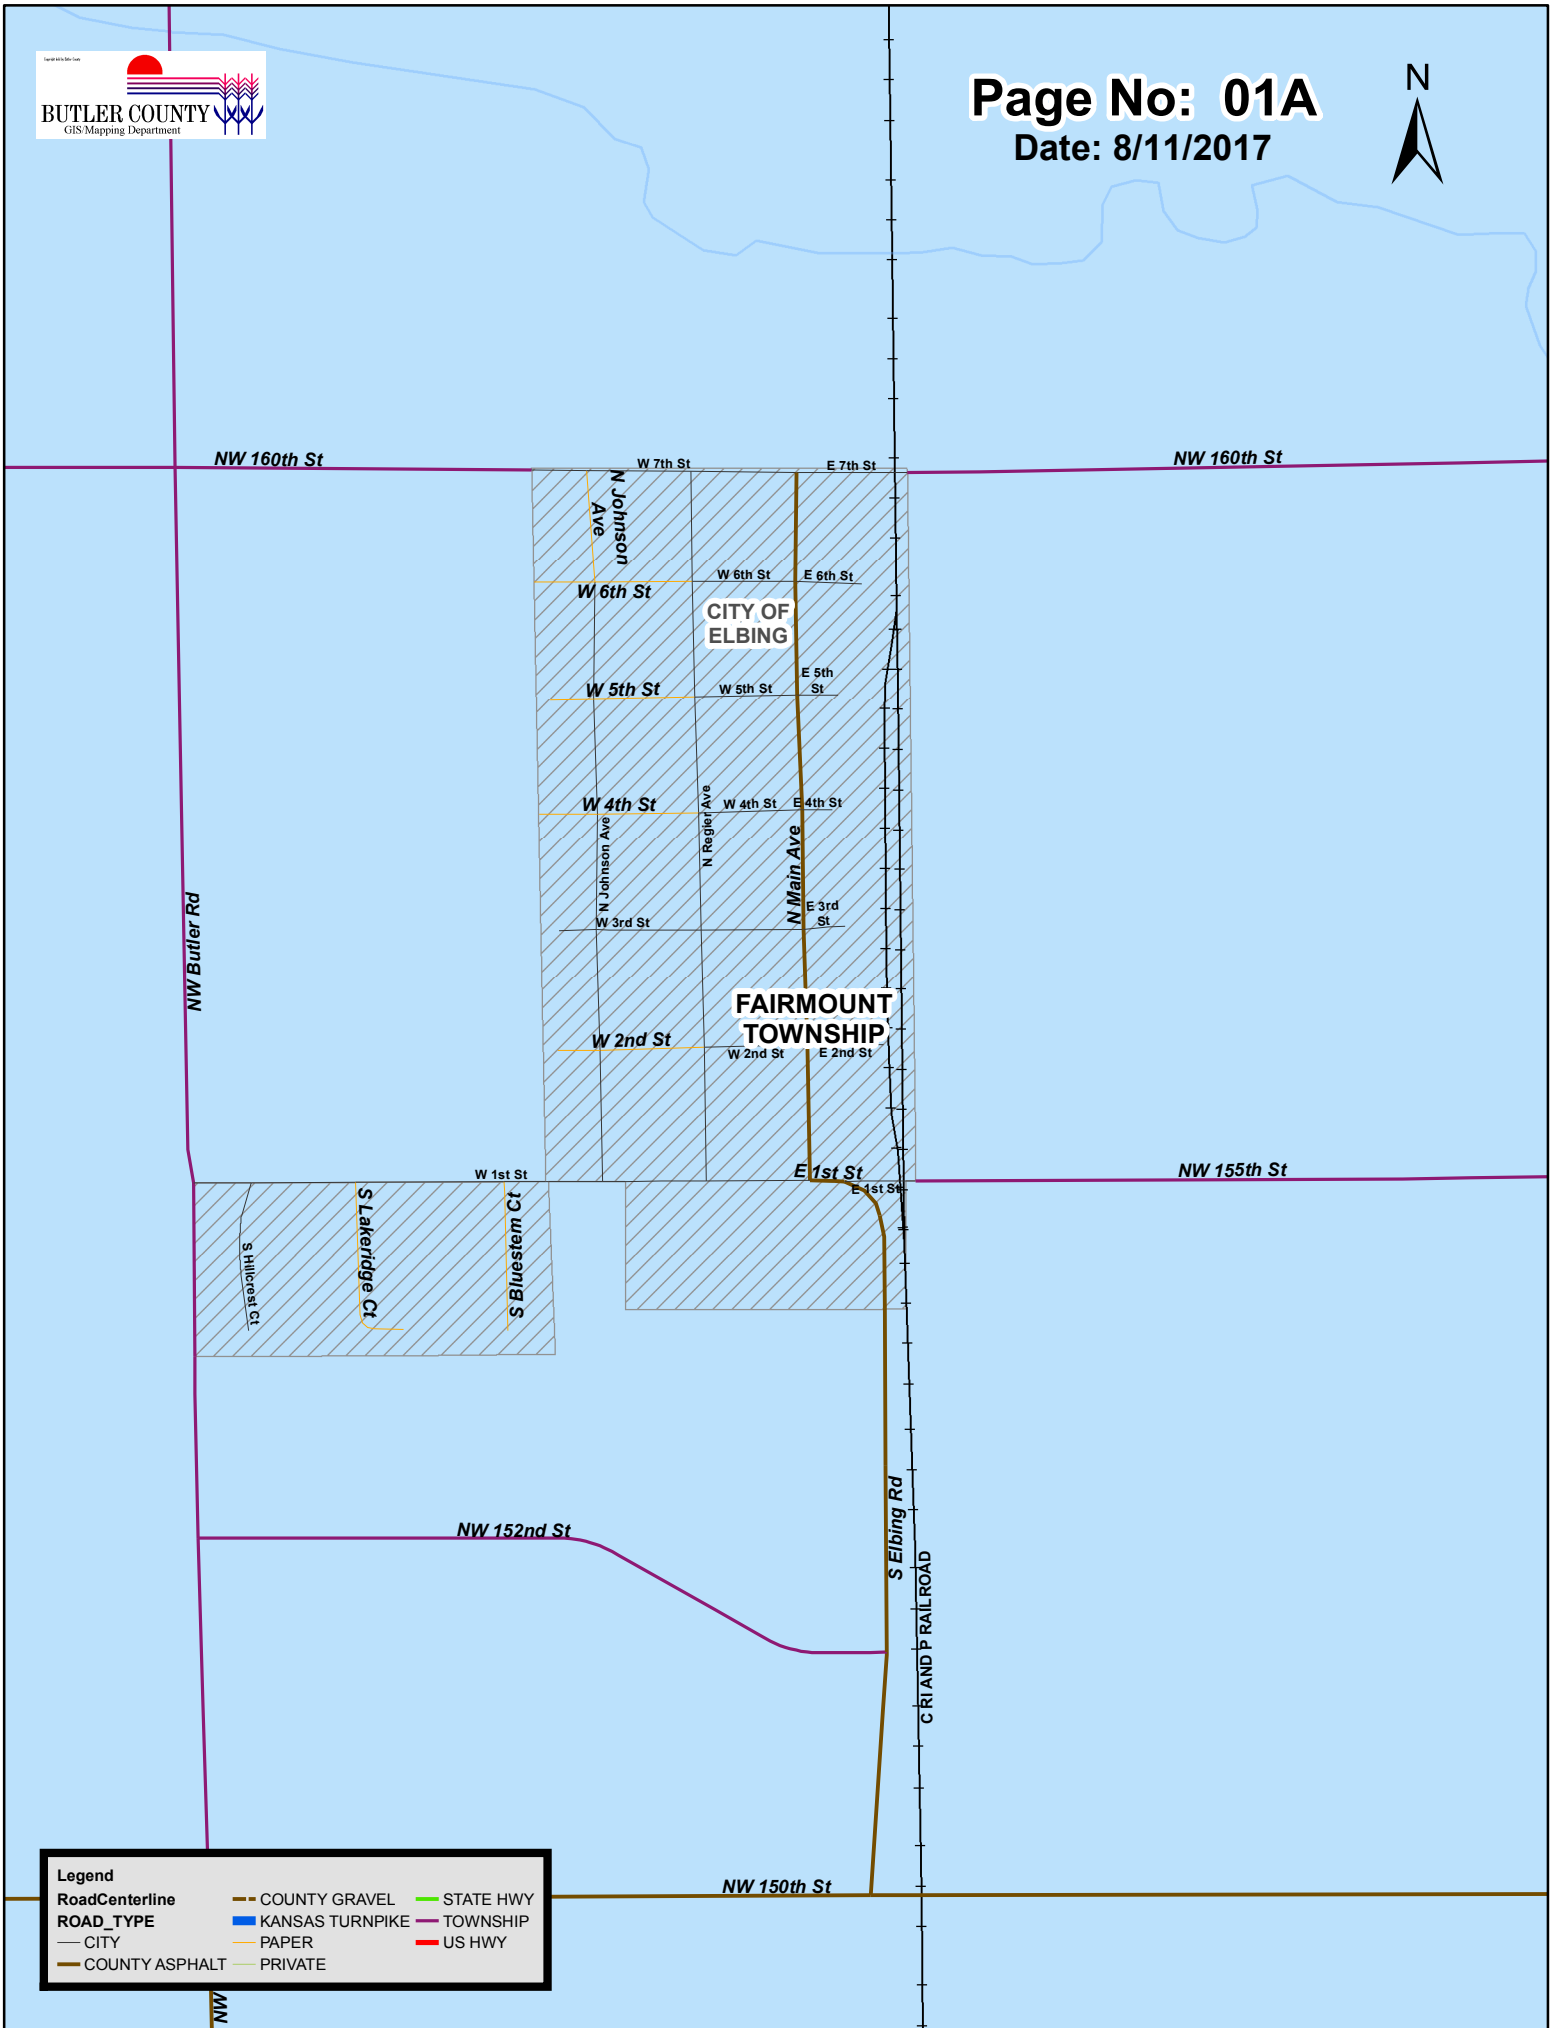 Copyright 2013 by Butler County
BUTLER COUNTY
GIS/Mapping Department
Page No: 01A
Date: 8/11/2017
N
NW 160th St
W 7th St
E 7th St
NW 160th St
N Johnson
Ave
W 6th St
W 6th St
E 6th St
CITY OF
ELBING
W 5th St
W 5th St
E 5th
St
W 4th St
W 4th St
E 4th St
N Johnson Ave
N Regier Ave
N Main Ave
W 3rd St
E 3rd
St
NW Butler Rd
FAIRMOUNT
TOWNSHIP
W 2nd St
W 2nd St
E 2nd St
W 1st St
E 1st St
E 1st St
NW 155th St
S Hillcrest Ct
S Lakeridge Ct
S Bluestem Ct
NW 152nd St
S Elbing Rd
C RI AND P RAILROAD
NW 150th St
Legend
RoadCenterline
ROAD_TYPE
CITY
COUNTY ASPHALT
COUNTY GRAVEL
KANSAS TURNPIKE
PAPER
PRIVATE
STATE HWY
TOWNSHIP
US HWY
NW